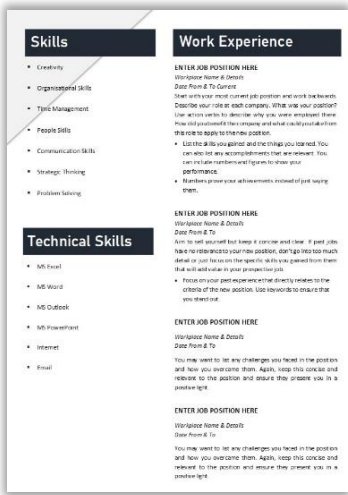 Skills
• Creativity
• Organisational Skills
• Time Management
• People Skills
• Communication Skills
• Strategic Thinking
• Problem Solving
Technical Skills
• MS Excel
• MS Word
• MS Outlook
• MS PowerPoint
• Internet
• Email
Work Experience
ENTER JOB POSITION HERE
Workplace Name & Details
Date From & To Current
Start with your most current job position and work backwards.
Describe your role at each company. What was your position?
Use action verbs to describe why you were employed there.
How did you benefit the company and what could you take from
this role to apply to the new position.
• List the skills you gained and the things you learned. You
can also list any accomplishments that are relevant. You
can include numbers and figures to show your
performance.
• Numbers prove your achievements instead of just saying
them.
ENTER JOB POSITION HERE
Workplace Name & Details
Date From & To
Aim to sell yourself but keep it concise and clear. If past jobs
have no relevance to your new position, don't go into too much
detail or just focus on the specific skills you gained from them
that will add value in your prospective job.
• Focus on your past experience that directly relates to the
criteria of the new position. Use keywords to ensure that
you stand out.
ENTER JOB POSITION HERE
Workplace Name & Details
Date From & To
You may want to list any challenges you faced in the position
and how you overcame them. Again, keep this concise and
relevant to the position and ensure they present you in a
positive light.
ENTER JOB POSITION HERE
Workplace Name & Details
Date From & To
You may want to list any challenges you faced in the position
and how you overcame them. Again, keep this concise and
relevant to the position and ensure they present you in a
positive light.